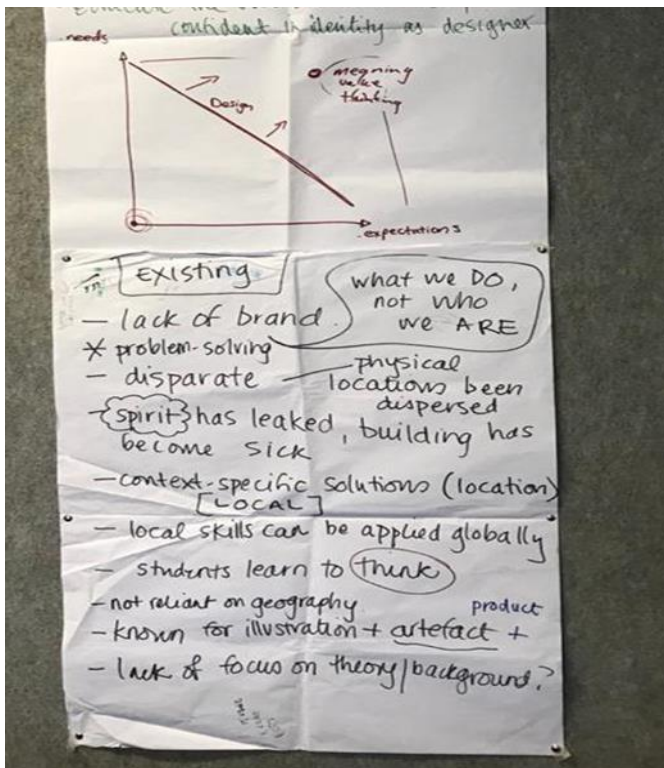 confident in identity as designer
.needs
Design
meaning
value
thinking
.expectations
EXISTING
what we DO,
not who
we ARE
- lack of brand.
* problem-solving
- disparate
physical
locations been
dispersed
- {spirit} has leaked, building has
become sick
- context-specific solutions (location)
[LOCAL]
- local skills can be applied globally
- students learn to think
- not reliant on geography
product
- known for illustration + artefact +
- lack of focus on theory/background?